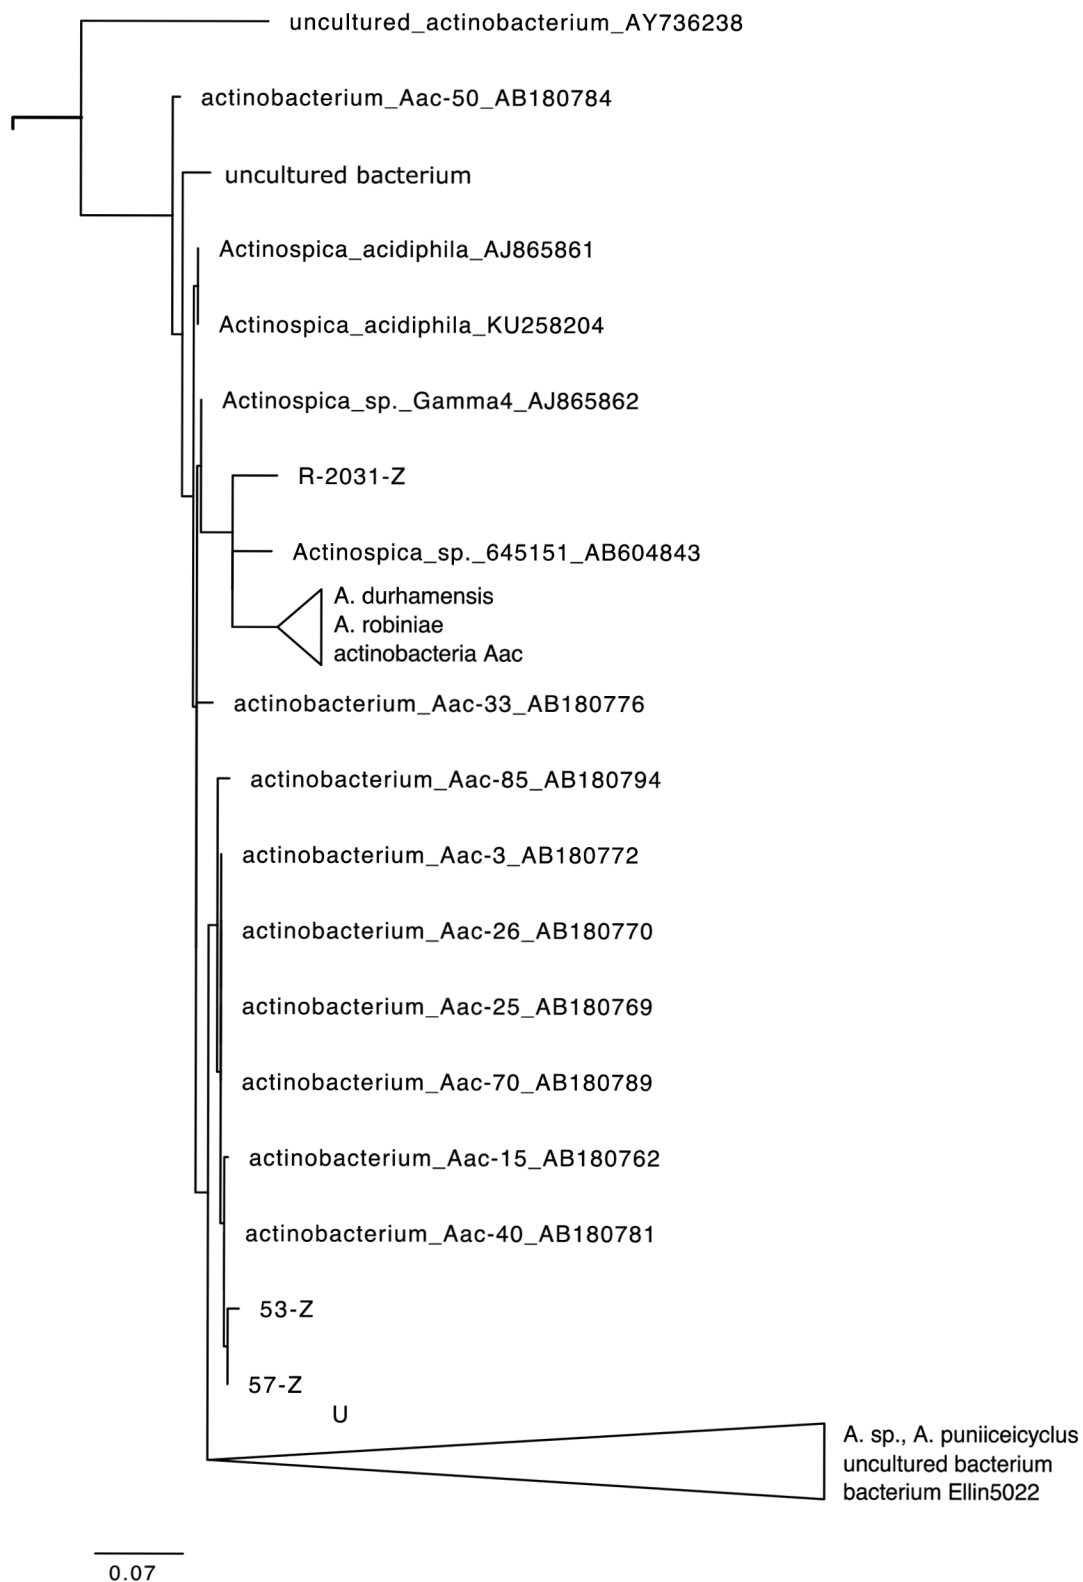 uncultured_actinobacterium_AY736238
actinobacterium_Aac-50_AB180784
uncultured bacterium
Actinospica_acidiphila_AJ865861
Actinospica_acidiphila_KU258204
Actinospica_sp._Gamma4_AJ865862
R-2031-Z
Actinospica_sp._645151_AB604843
A. durhamensis
A. robiniae
actinobacteria Aac
actinobacterium_Aac-33_AB180776
actinobacterium_Aac-85_AB180794
actinobacterium_Aac-3_AB180772
actinobacterium_Aac-26_AB180770
actinobacterium_Aac-25_AB180769
actinobacterium_Aac-70_AB180789
actinobacterium_Aac-15_AB180762
actinobacterium_Aac-40_AB180781
53-Z
57-Z
U
A. sp., A. puniiceicyclus
uncultured bacterium
bacterium Ellin5022
0.07